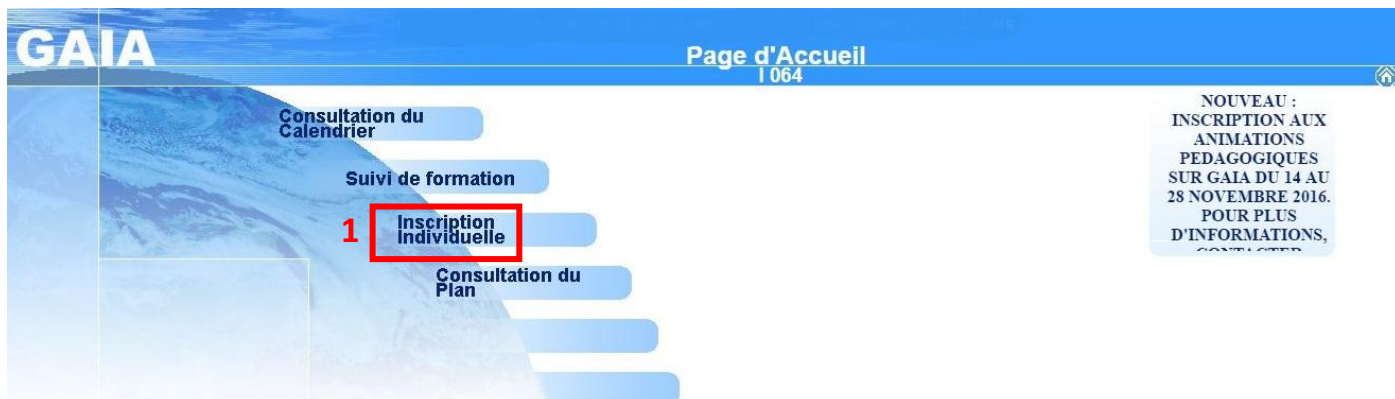 GAIA
Page d'Accueil
I 064
Consultation du
Calendrier
Suivi de formation
1
Inscription
Individuelle
Consultation du
Plan
NOUVEAU :
INSCRIPTION AUX
ANIMATIONS
PEDAGOGIQUES
SUR GAIA DU 14 AU
28 NOVEMBRE 2016.
POUR PLUS
D'INFORMATIONS,
CONTACTER